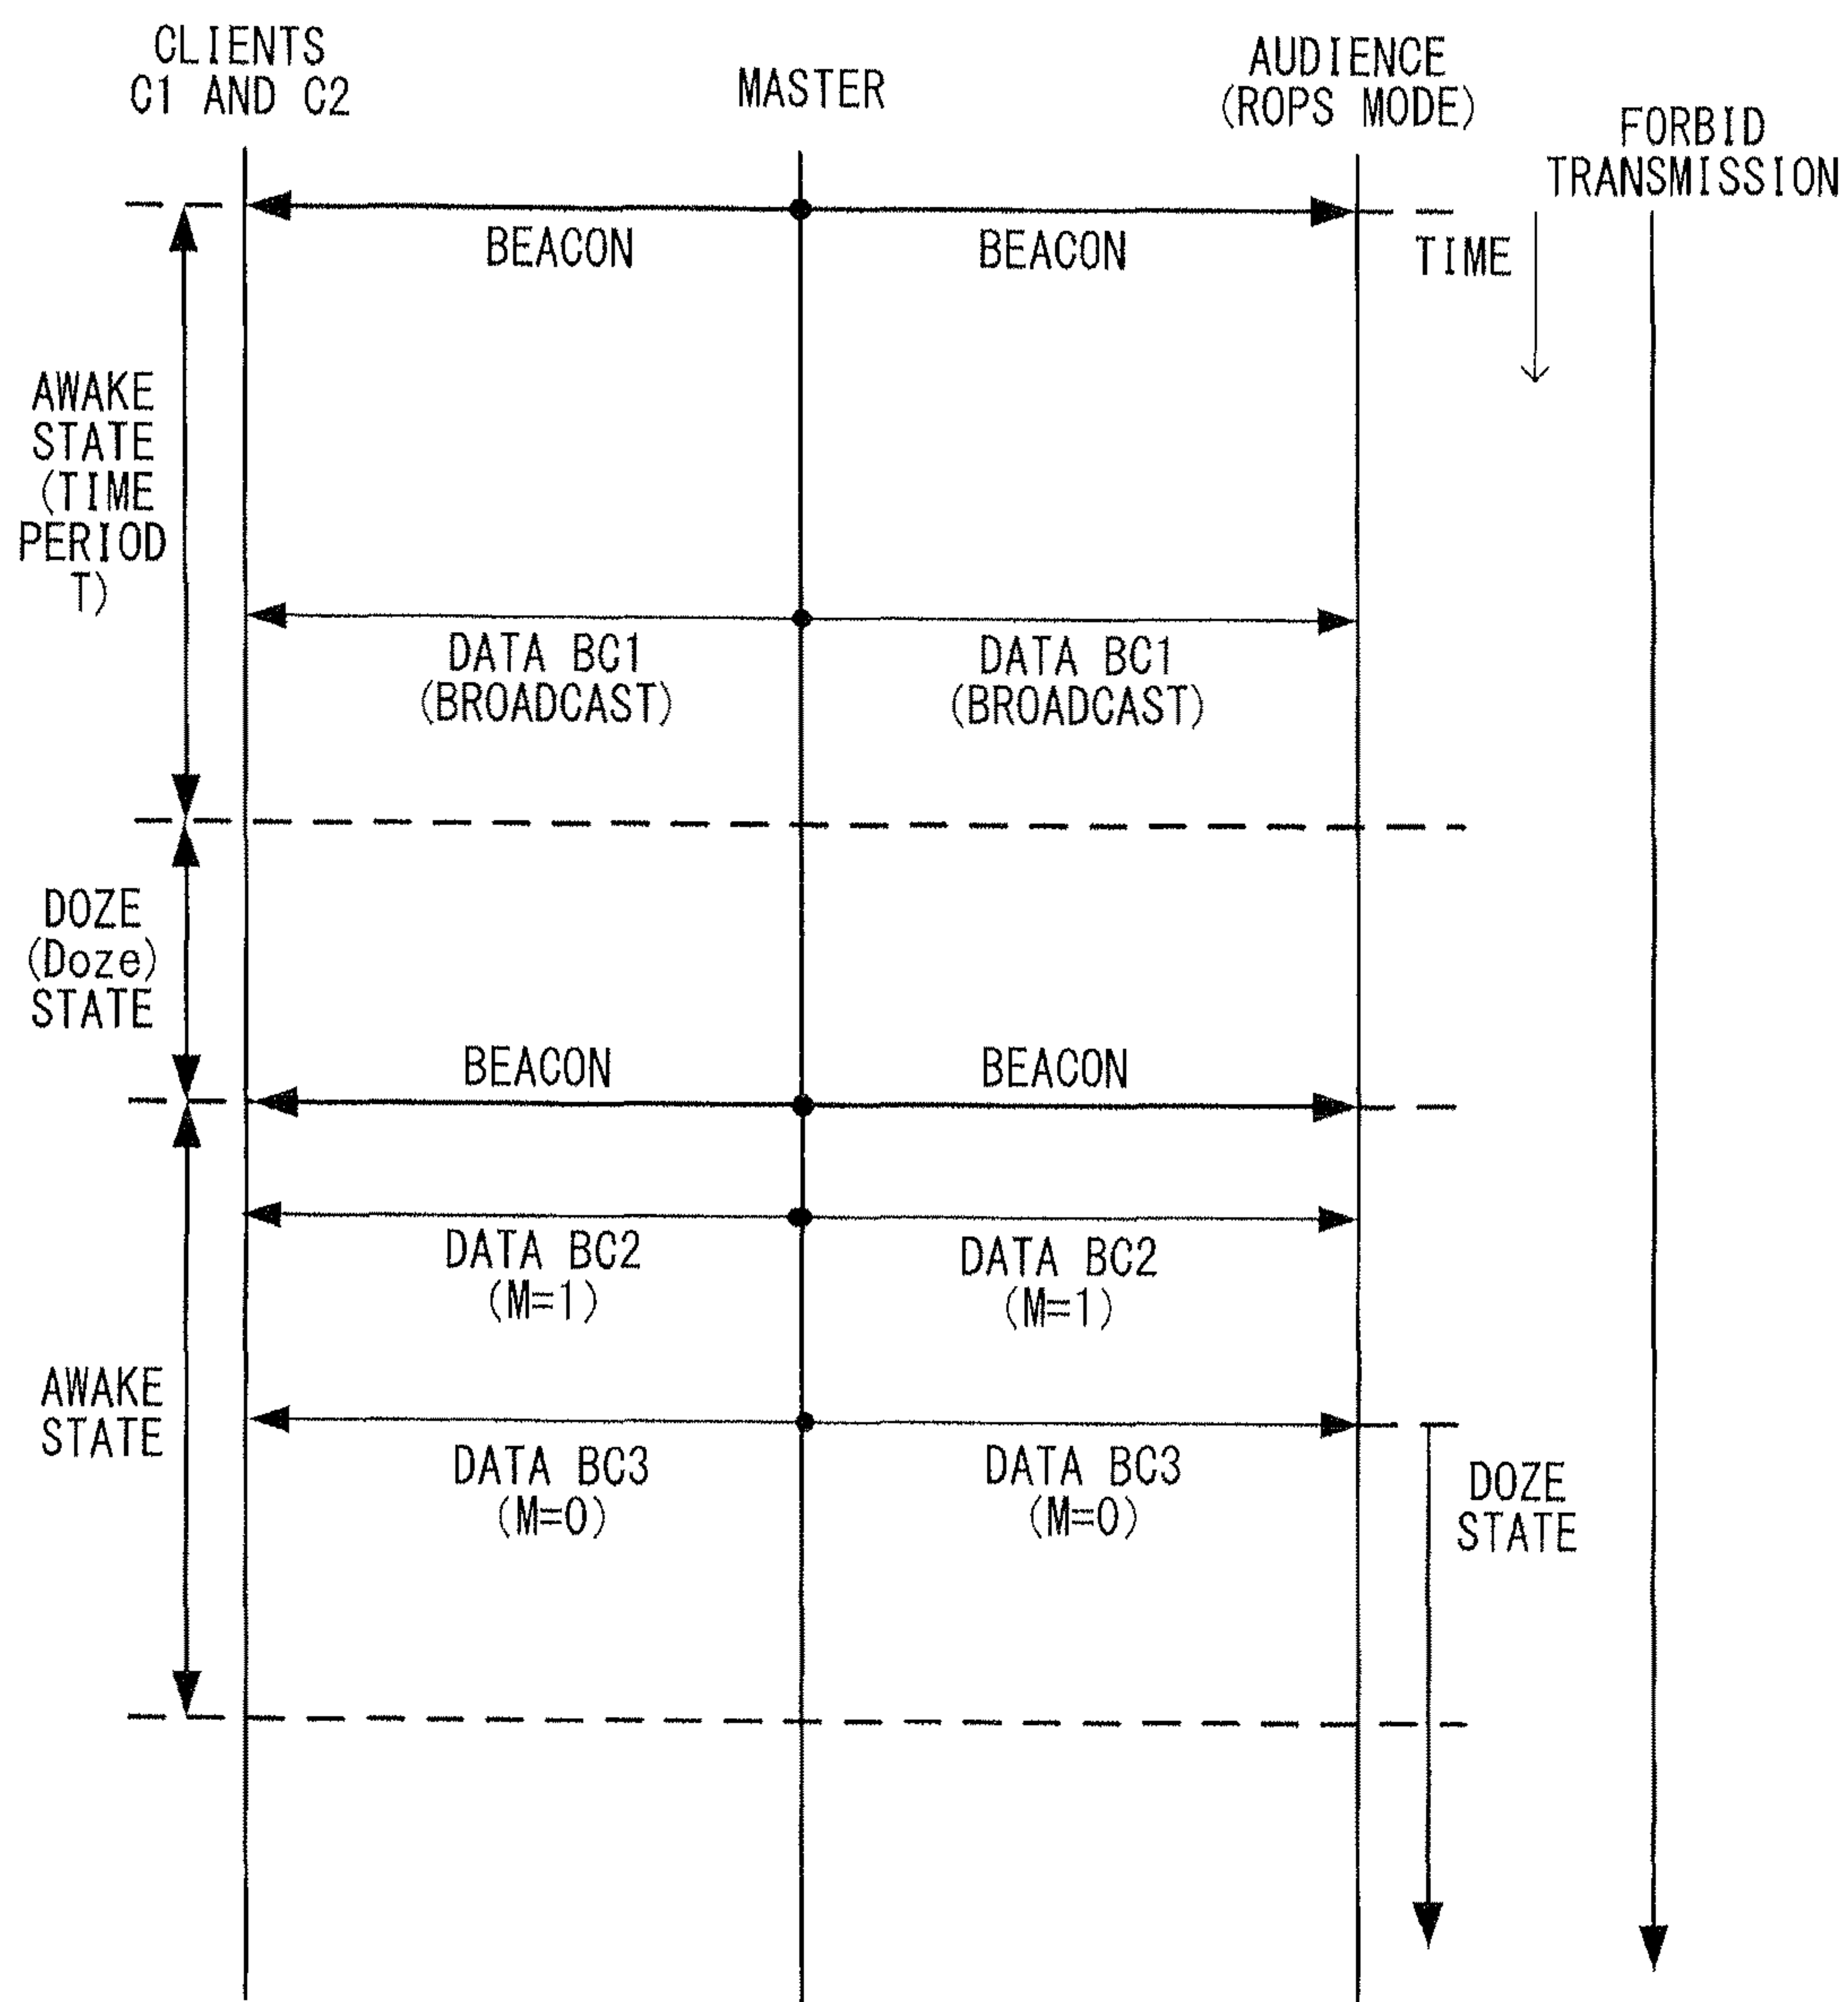 CLIENTS
C1 AND C2
MASTER
AUDIENCE
(ROPS MODE)
FORBID
TRANSMISSION
BEACON
BEACON
TIME
AWAKE
STATE
(TIME
PERIOD
T)
DATA BC1
(BROADCAST)
DATA BC1
(BROADCAST)
DOZE
(Doze)
STATE
BEACON
BEACON
DATA BC2
(M=1)
DATA BC2
(M=1)
AWAKE
STATE
DATA BC3
(M=0)
DATA BC3
(M=0)
DOZE
STATE